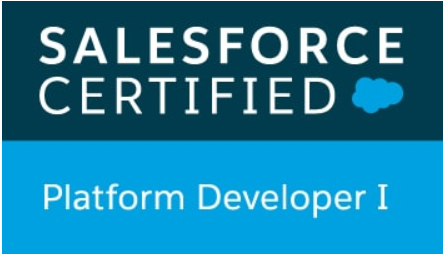 SALESFORCE
CERTIFIED
Platform Developer I